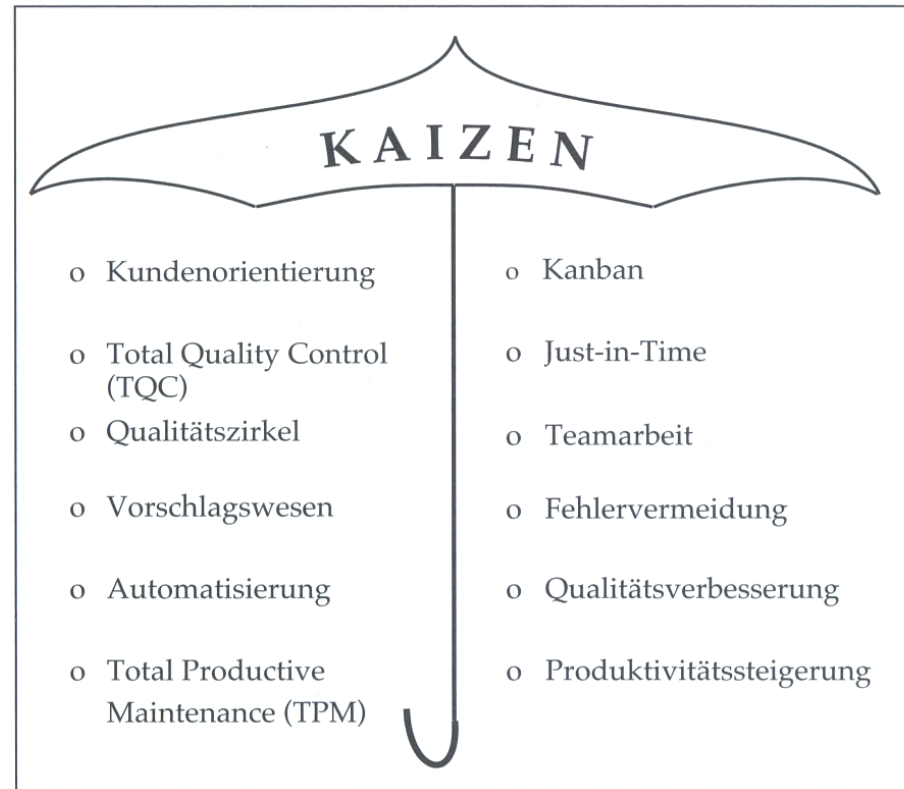 KAIZEN
o Kundenorientierung
o Total Quality Control
(TQC)
o Qualitätszirkel
o Vorschlagswesen
o Automatisierung
o Total Productive
Maintenance (TPM)
o Kanban
o Just-in-Time
o Teamarbeit
o Fehlervermeidung
o Qualitätsverbesserung
o Produktivitätssteigerung